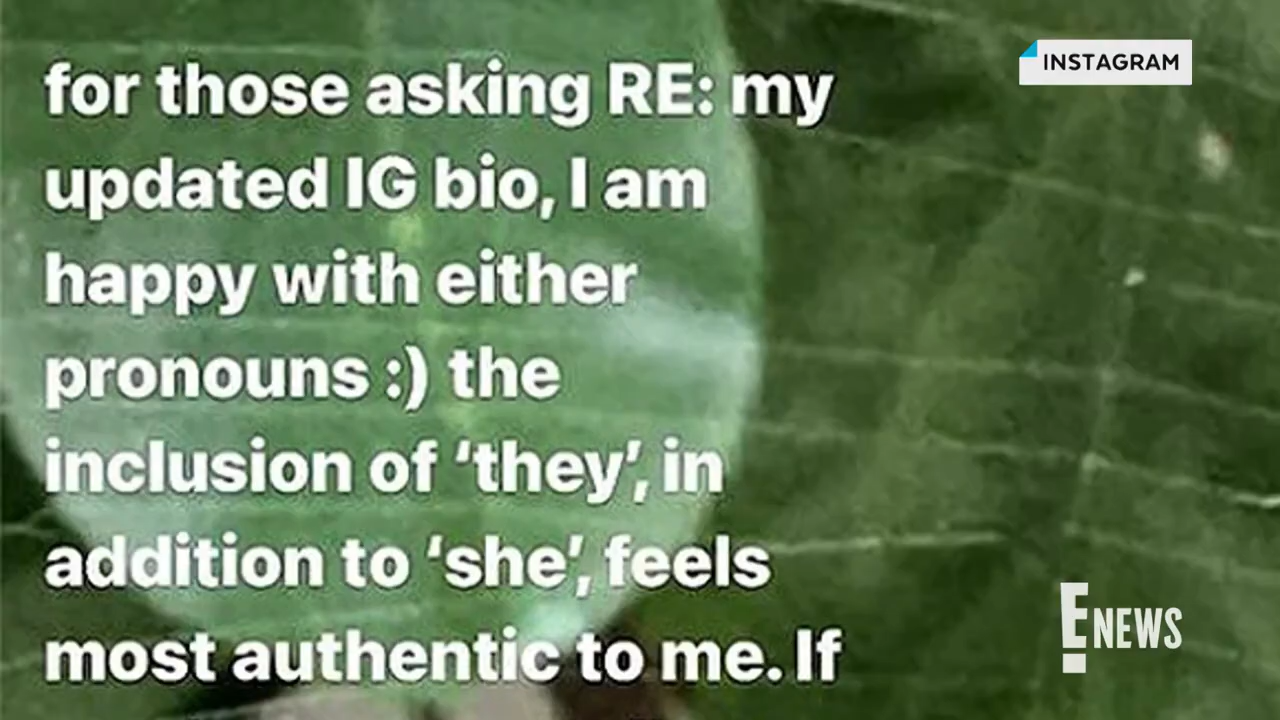 INSTAGRAM
for those asking RE: my
updated IG bio, I am
happy with either
pronouns :) the
inclusion of ‘they’, in
addition to ‘she’, feels
most authentic to me. If
E NEWS